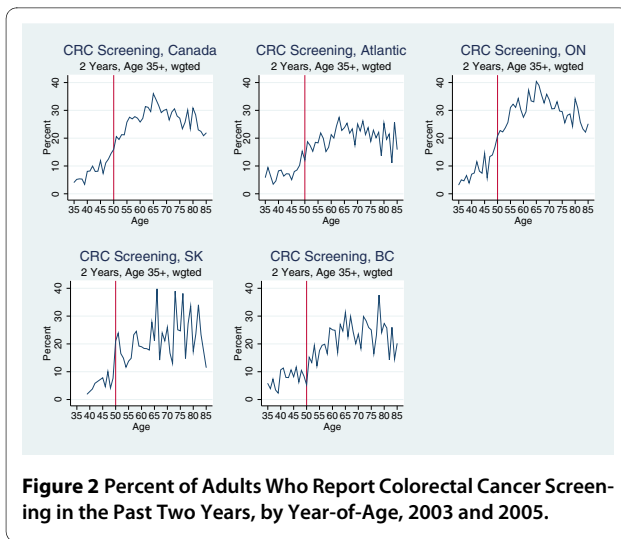 CRC Screening, Canada
2 Years, Age 35+, wgted
Percent
40
30
20
10
0
35 40 45 50 55 60 65 70 75 80 85
Age
CRC Screening, Atlantic
2 Years, Age 35+, wgted
Percent
40
30
20
10
0
35 40 45 50 55 60 65 70 75 80 85
Age
CRC Screening, ON
2 Years, Age 35+, wgted
Percent
40
30
20
10
0
35 40 45 50 55 60 65 70 75 80 85
Age
CRC Screening, SK
2 Years, Age 35+, wgted
Percent
40
30
20
10
0
35 40 45 50 55 60 65 70 75 80 85
Age
CRC Screening, BC
2 Years, Age 35+, wgted
Percent
40
30
20
10
0
35 40 45 50 55 60 65 70 75 80 85
Age
Figure 2 Percent of Adults Who Report Colorectal Cancer Screen-
ing in the Past Two Years, by Year-of-Age, 2003 and 2005.